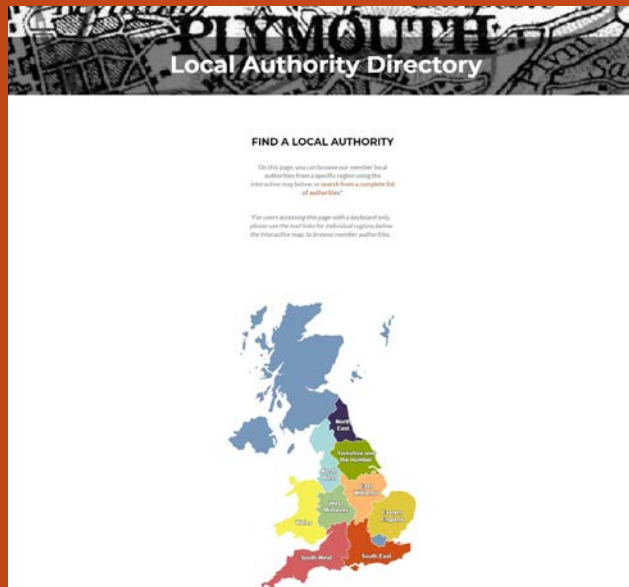 PLYMOUTH
Local Authority Directory
FIND A LOCAL AUTHORITY
On this page, you can browse our member local
authorities from a specific region using the
interactive map below, or search from a complete list
of authorities.*
*For users accessing this page with a keyboard only,
please use the text links for individual regions below
the interactive map, to browse member authorities.
North
East
Yorkshire and
the Humber
North
West
East
Midlands
West
Midlands
Eastern
England
Wales
South West
South East